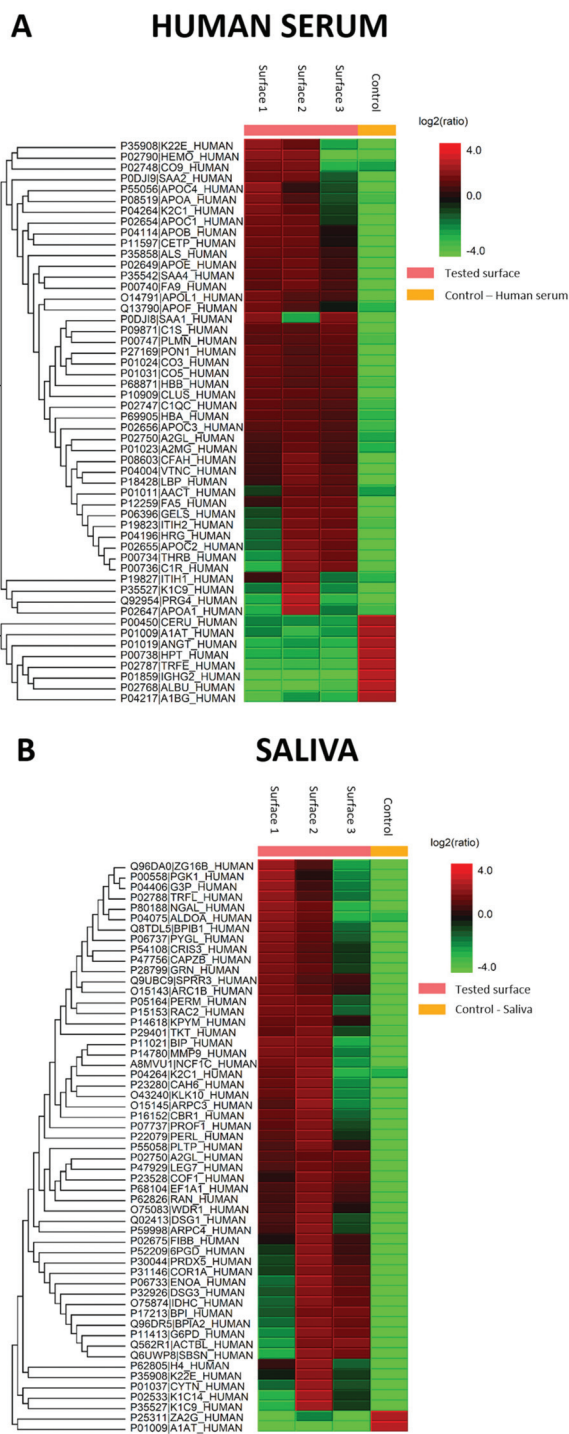 A HUMAN SERUM
Surface 1
Surface 2
Surface 3
Control
log2(ratio)
4.0
0.0
-4.0
Tested surface
Control – Human serum
P35908|K22E_HUMAN
P02790|HEMO_HUMAN
P02748|CO9_HUMAN
P0DJI9|SAA2_HUMAN
P55056|APOC4_HUMAN
P08519|APOA_HUMAN
P04264|K2C1_HUMAN
P02654|APOC1_HUMAN
P04114|APOB_HUMAN
P11597|CETP_HUMAN
P35858|ALS_HUMAN
P02649|APOE_HUMAN
P35542|SAA4_HUMAN
P00740|FA9_HUMAN
O14791|APOL1_HUMAN
Q13790|APOF_HUMAN
P0DJI8|SAA1_HUMAN
P09871|C1S_HUMAN
P00747|PLMN_HUMAN
P27169|PON1_HUMAN
P01024|CO3_HUMAN
P01031|CO5_HUMAN
P68871|HBB_HUMAN
P10909|CLUS_HUMAN
P02747|C1QC_HUMAN
P69905|HBA_HUMAN
P02656|APOC3_HUMAN
P02750|A2GL_HUMAN
P01023|A2MG_HUMAN
P08603|CFAH_HUMAN
P04004|VTNC_HUMAN
P18428|LBP_HUMAN
P01011|AACT_HUMAN
P12259|FA5_HUMAN
P06396|GELS_HUMAN
P19823|ITIH2_HUMAN
P04196|HRG_HUMAN
P02655|APOC2_HUMAN
P00734|THRB_HUMAN
P00736|C1R_HUMAN
P19827|ITIH1_HUMAN
P35527|K1C9_HUMAN
Q92954|PRG4_HUMAN
P02647|APOA1_HUMAN
P00450|CERU_HUMAN
P01009|A1AT_HUMAN
P01019|ANGT_HUMAN
P00738|HPT_HUMAN
P02787|TRFE_HUMAN
P01859|IGHG2_HUMAN
P02768|ALBU_HUMAN
P04217|A1BG_HUMAN
B SALIVA
Surface 1
Surface 2
Surface 3
Control
log2(ratio)
4.0
0.0
-4.0
Tested surface
Control - Saliva
Q96DA0|ZG16B_HUMAN
P00558|PGK1_HUMAN
P04406|G3P_HUMAN
P02788|TRFL_HUMAN
P80188|NGAL_HUMAN
P04075|ALDOA_HUMAN
Q8TDL5|BPIB1_HUMAN
P06737|PYGL_HUMAN
P54108|CRIS3_HUMAN
P47756|CAPZB_HUMAN
P28799|GRN_HUMAN
Q9UBC9|SPRR3_HUMAN
O15143|ARC1B_HUMAN
P05164|PERM_HUMAN
P15153|RAC2_HUMAN
P14618|KPYM_HUMAN
P29401|TKT_HUMAN
P11021|BIP_HUMAN
P14780|MMP9_HUMAN
A8MVU1|NCF1C_HUMAN
P04264|K2C1_HUMAN
P23280|CAH6_HUMAN
O43240|KLK10_HUMAN
O15145|ARPC3_HUMAN
P16152|CBR1_HUMAN
P07737|PROF1_HUMAN
P22079|PERL_HUMAN
P55058|PLTP_HUMAN
P02750|A2GL_HUMAN
P47929|LEG7_HUMAN
P23528|COF1_HUMAN
P68104|EF1A1_HUMAN
P62826|RAN_HUMAN
O75083|WDR1_HUMAN
Q02413|DSG1_HUMAN
P59998|ARPC4_HUMAN
P02675|FIBB_HUMAN
P52209|6PGD_HUMAN
P30044|PRDX5_HUMAN
P31146|COR1A_HUMAN
P06733|ENOA_HUMAN
P32926|DSG3_HUMAN
O75874|IDHC_HUMAN
P17213|BPI_HUMAN
Q96DR5|BPIA2_HUMAN
P11413|G6PD_HUMAN
Q562R1|ACTBL_HUMAN
Q6UWP8|SBSN_HUMAN
P62805|H4_HUMAN
P35908|K22E_HUMAN
P01037|CYTN_HUMAN
P02533|K1C14_HUMAN
P35527|K1C9_HUMAN
P25311|ZA2G_HUMAN
P01009|A1AT_HUMAN